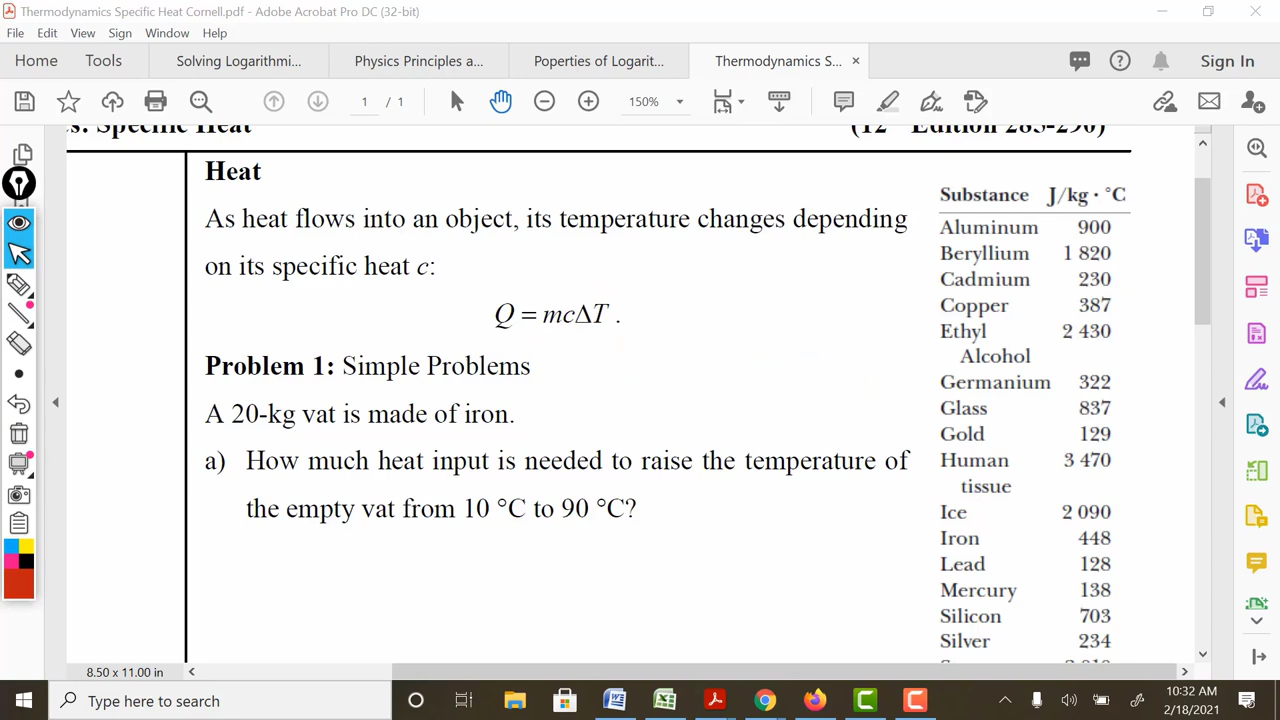 Thermodynamics Specific Heat Cornell.pdf - Adobe Acrobat Pro DC (32-bit)
File Edit View Sign Window Help
Home Tools Solving Logarithmi... Physics Principles a... Poperties of Logarit... Thermodynamics S... × Sign In
1 / 1 150%
s: Specific Heat (12 Edition 285-290)
Heat
As heat flows into an object, its temperature changes depending
on its specific heat c:
Q = mcΔT .
Problem 1: Simple Problems
A 20-kg vat is made of iron.
a) How much heat input is needed to raise the temperature of
the empty vat from 10 °C to 90 °C?
Substance J/kg · °C
Aluminum 900
Beryllium 1 820
Cadmium 230
Copper 387
Ethyl 2 430
Alcohol
Germanium 322
Glass 837
Gold 129
Human 3 470
tissue
Ice 2 090
Iron 448
Lead 128
Mercury 138
Silicon 703
Silver 234
8.50 x 11.00 in
Type here to search
10:32 AM
2/18/2021